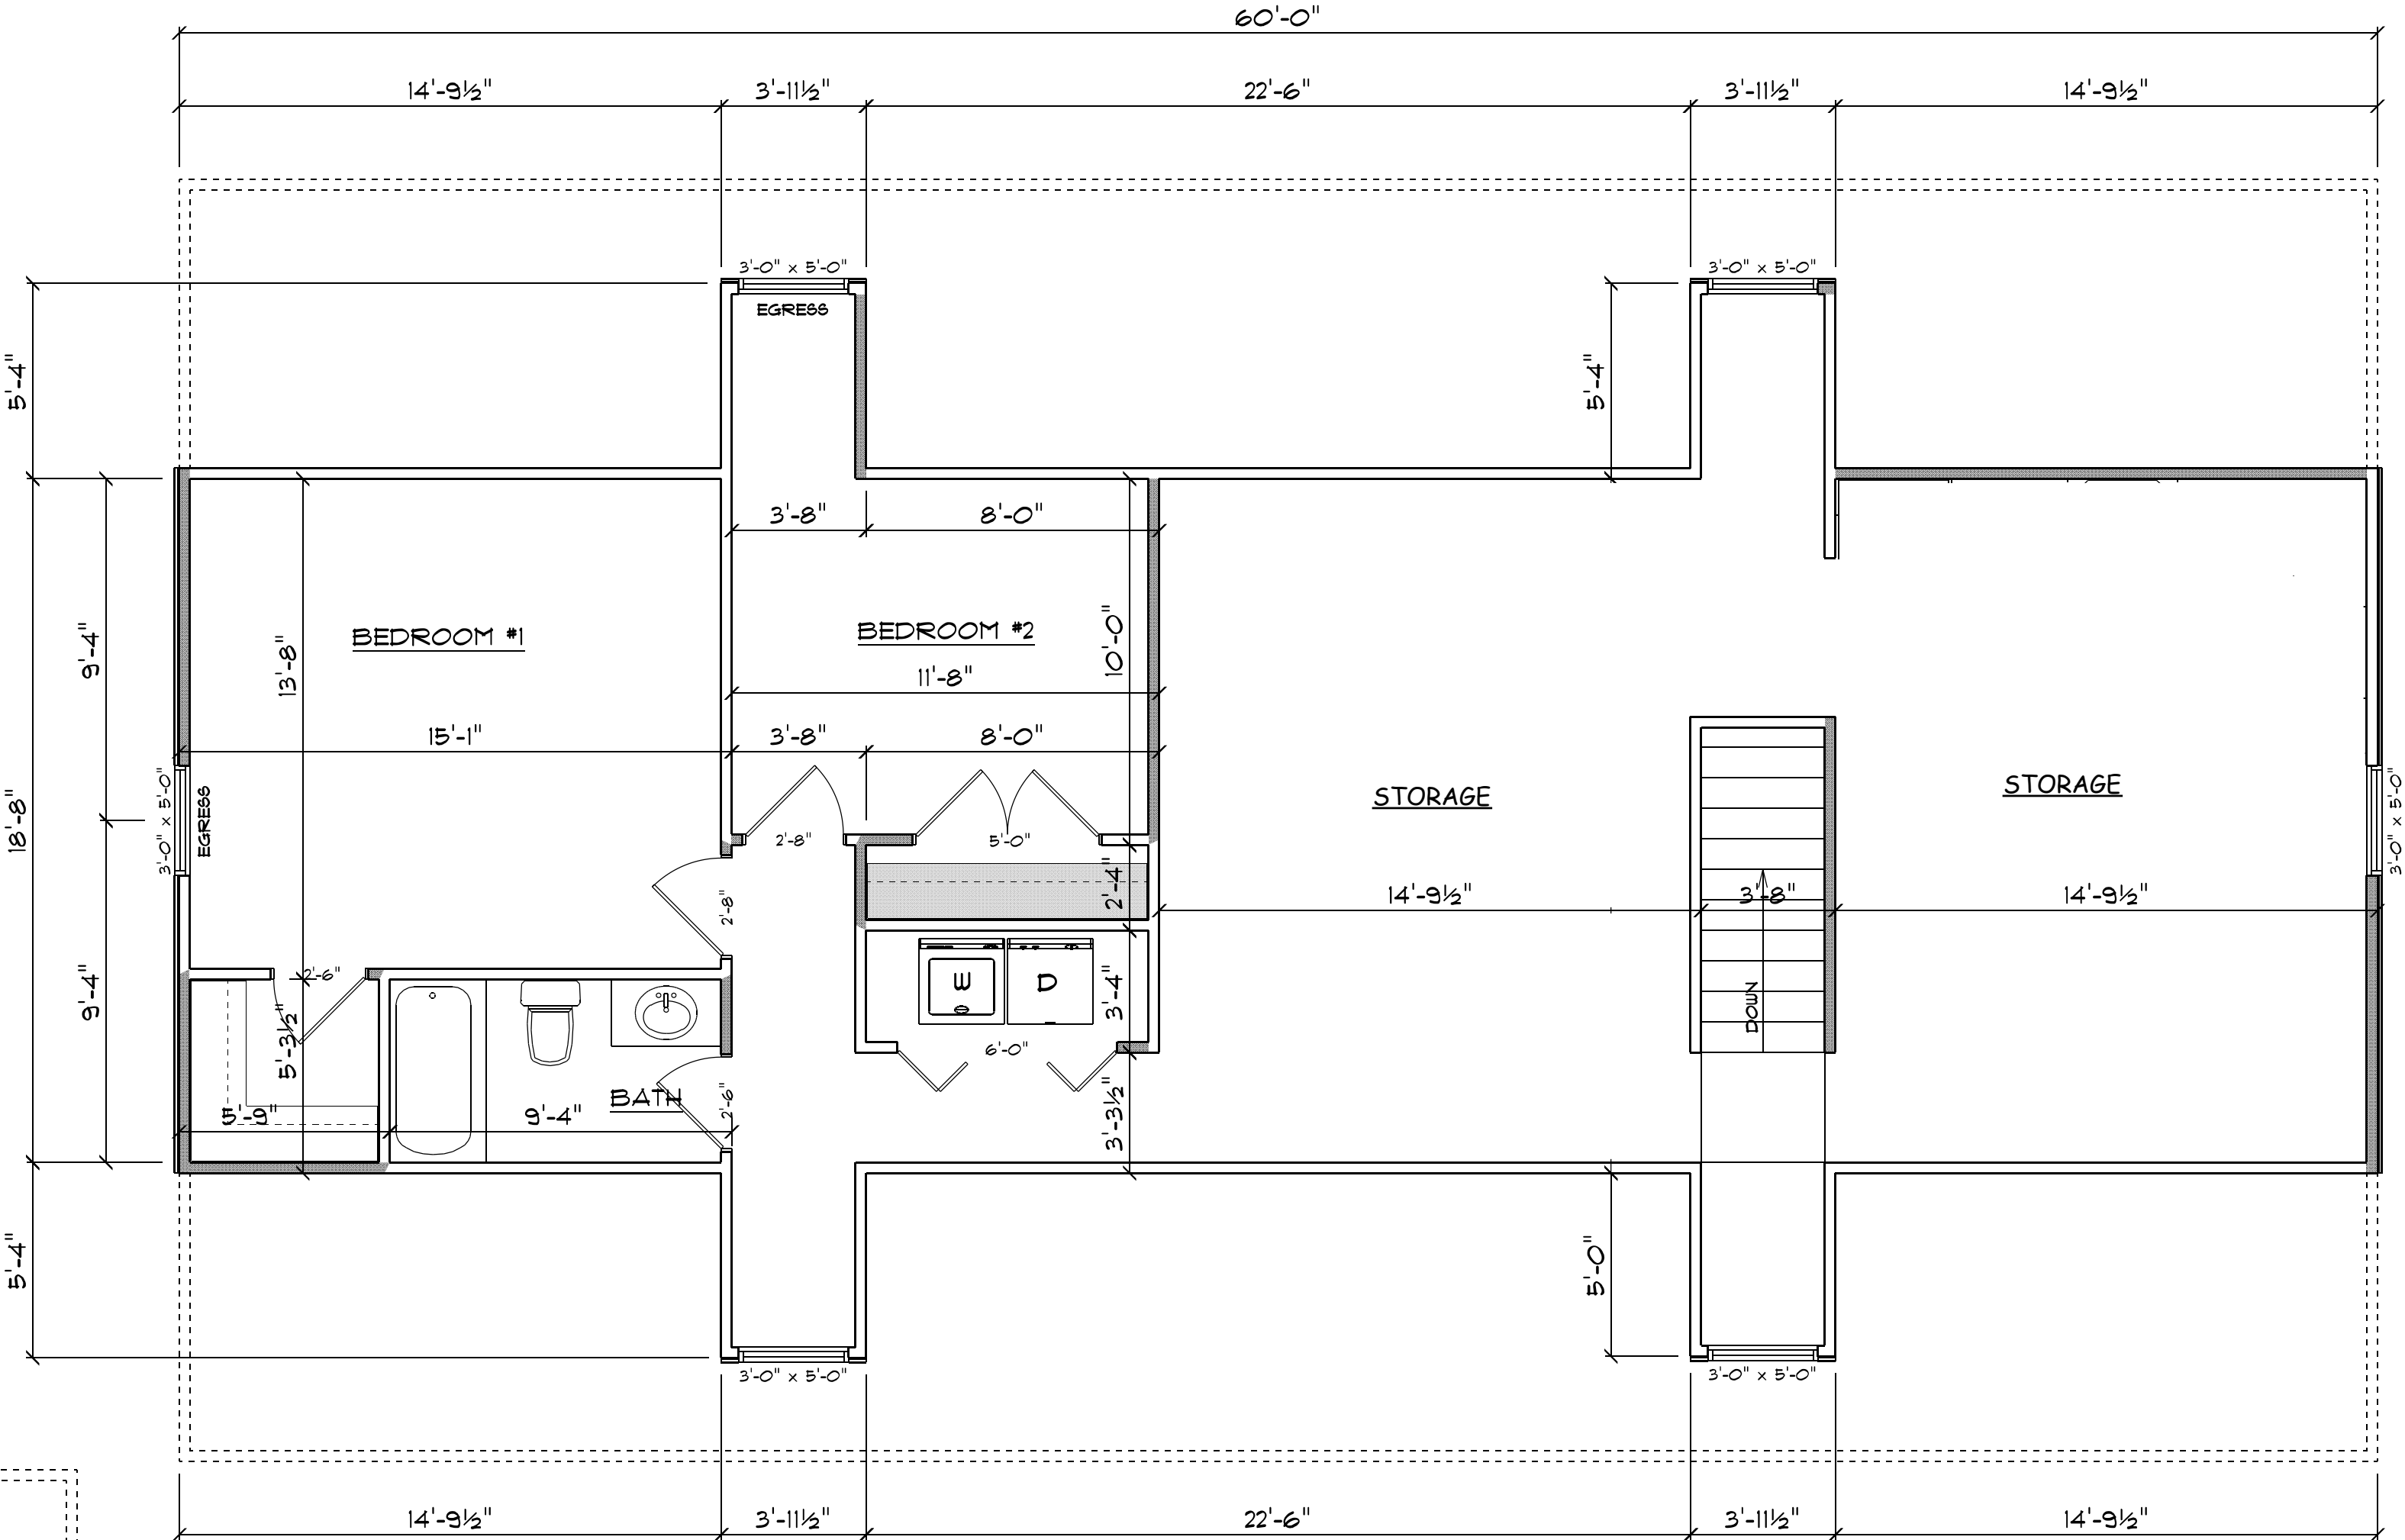 60'-0"
14'-9½"
3'-11½"
22'-6"
3'-11½"
14'-9½"
3'-0" x 5'-0"
EGRESS
3'-0" x 5'-0"
5'-4"
5'-4"
3'-8"
8'-0"
BEDROOM #1
BEDROOM #2
10'-0"
9'-4"
13'-8"
11'-8"
15'-1"
3'-8"
8'-0"
18'-8"
3'-0" x 5'-0"
EGRESS
STORAGE
STORAGE
3'-0" x 5'-0"
2'-8"
5'-0"
2'-8"
2'-4"
14'-9½"
3'-8"
14'-9½"
9'-4"
2'-6"
W
D
3'-4"
DOWN
5'-3½"
6'-0"
5'-9"
9'-4"
BATH
2'-6"
3'-3½"
5'-4"
5'-0"
3'-0" x 5'-0"
3'-0" x 5'-0"
14'-9½"
3'-11½"
22'-6"
3'-11½"
14'-9½"